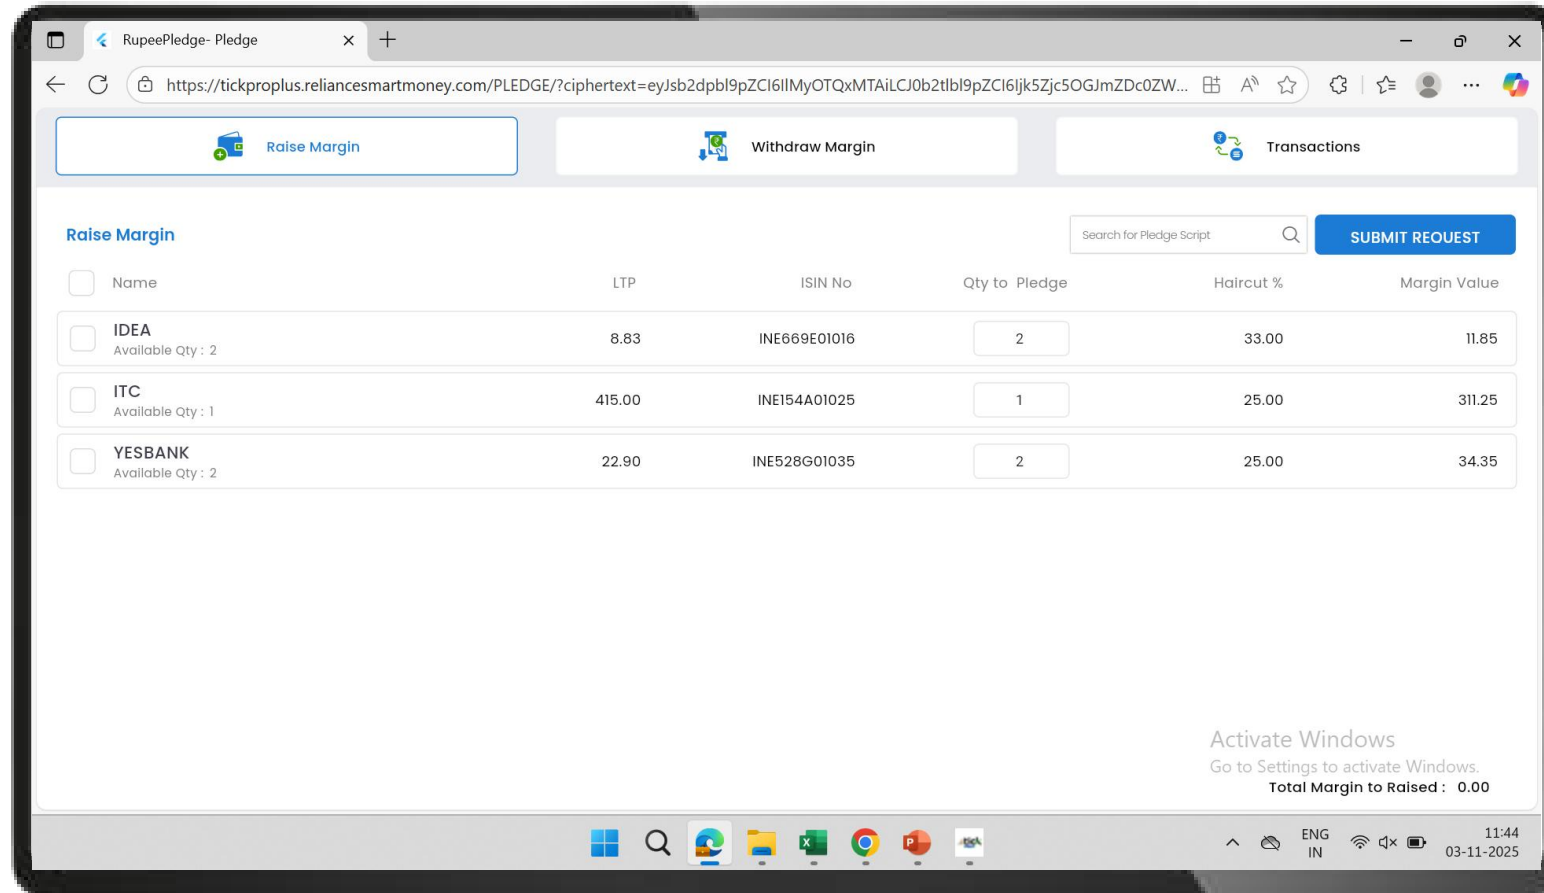 RupeePledge- Pledge
https://tickproplus.reliancesmartmoney.com/PLEDGE/?ciphertext=eyJsb2dpbl9pZCI6IlMyOTQxMTAiLCJ0b2tlbl9pZCI6Ijk5Zjc5OGJmZDc0ZW...
Raise Margin Withdraw Margin Transactions
Raise Margin Search for Pledge Script SUBMIT REQUEST
Name LTP ISIN No Qty to Pledge Haircut % Margin Value
IDEA
Available Qty : 2 8.83 INE669E01016 2 33.00 11.85
ITC
Available Qty : 1 415.00 INE154A01025 1 25.00 311.25
YESBANK
Available Qty : 2 22.90 INE528G01035 2 25.00 34.35
Activate Windows
Go to Settings to activate Windows.
Total Margin to Raised : 0.00
ENG
IN
11:44
03-11-2025